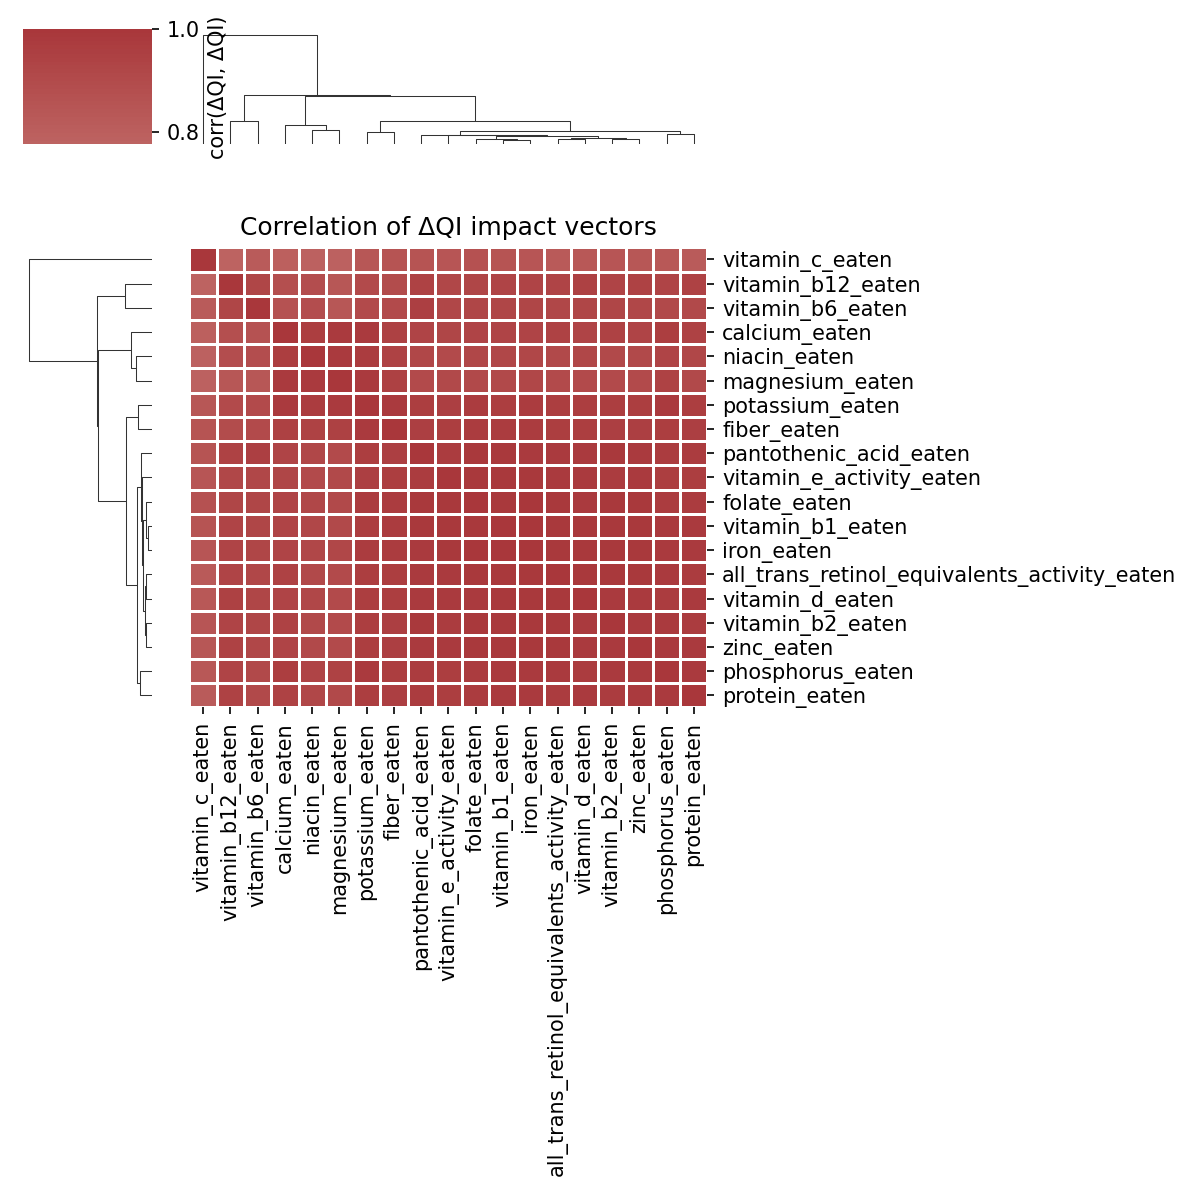 1.0
0.8
corr(ΔQI, ΔQI)
Correlation of ΔQI impact vectors
vitamin_c_eaten
vitamin_b12_eaten
vitamin_b6_eaten
calcium_eaten
niacin_eaten
magnesium_eaten
potassium_eaten
fiber_eaten
pantothenic_acid_eaten
vitamin_e_activity_eaten
folate_eaten
vitamin_b1_eaten
iron_eaten
all_trans_retinol_equivalents_activity_eaten
vitamin_d_eaten
vitamin_b2_eaten
zinc_eaten
phosphorus_eaten
protein_eaten
vitamin_c_eaten
vitamin_b12_eaten
vitamin_b6_eaten
calcium_eaten
niacin_eaten
magnesium_eaten
potassium_eaten
fiber_eaten
pantothenic_acid_eaten
vitamin_e_activity_eaten
folate_eaten
vitamin_b1_eaten
iron_eaten
all_trans_retinol_equivalents_activity_eaten
vitamin_d_eaten
vitamin_b2_eaten
zinc_eaten
phosphorus_eaten
protein_eaten